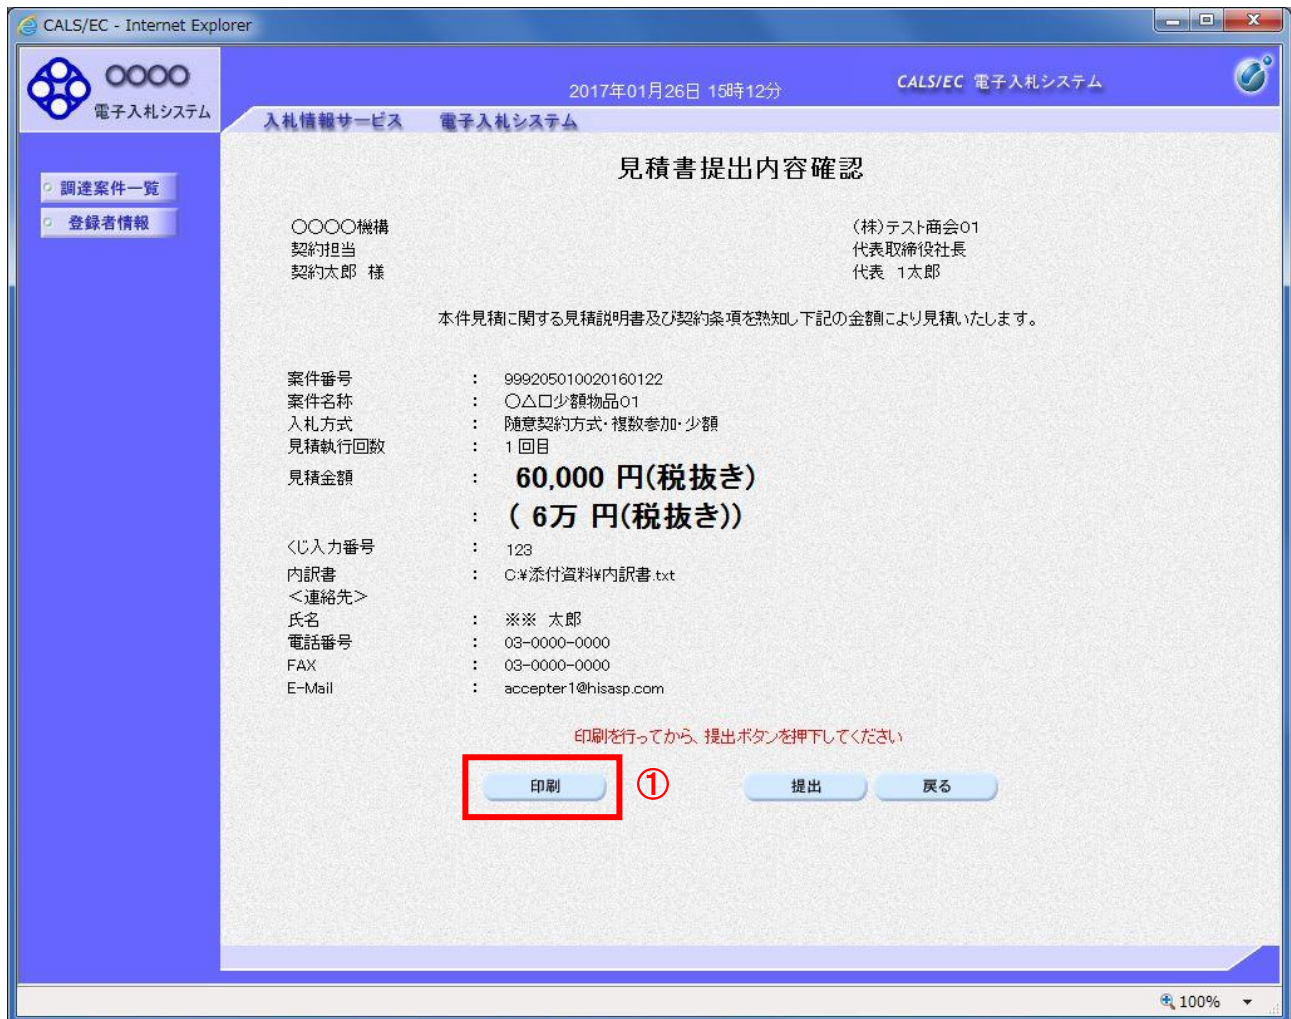 CALS/EC - Internet Explorer
〇〇〇〇
電子入札システム
2017年01月26日 15時12分
CALS/EC 電子入札システム
入札情報サービス 電子入札システム
調達案件一覧
登録者情報
見積書提出内容確認
〇〇〇〇機構
契約担当
契約太郎 様
(株)テスト商会01
代表取締役社長
代表 1太郎
本件見積に関する見積説明書及び契約条項を熟知し下記の金額により見積いたします。
案件番号 : 999205010020160122
案件名称 : 〇△口少額物品01
入札方式 : 随意契約方式・複数参加・少額
見積執行回数 : 1回目
見積金額 : 60,000 円(税抜き)
: ( 6万 円(税抜き))
くじ入力番号 : 123
内訳書 : C:¥添付資料¥内訳書.txt
<連絡先>
氏名 : ※※ 太郎
電話番号 : 03-0000-0000
FAX : 03-0000-0000
E-Mail : accepter1@hisasp.com
印刷を行ってから、提出ボタンを押下してください
印刷 ① 提出 戻る
100%